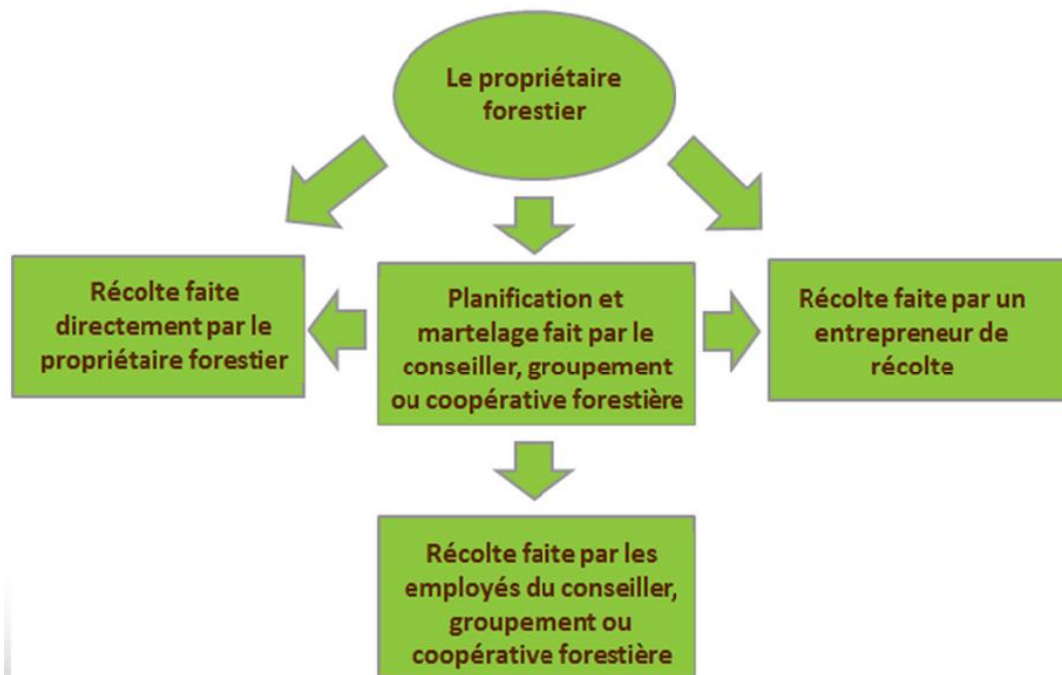 Le propriétaire
forestier
Récolte faite
directement par le
propriétaire forestier
Planification et
martelage fait par le
conseiller, groupement
ou coopérative forestière
Récolte faite par un
entrepreneur de
récolte
Récolte faite par les
employés du conseiller,
groupement ou
coopérative forestière